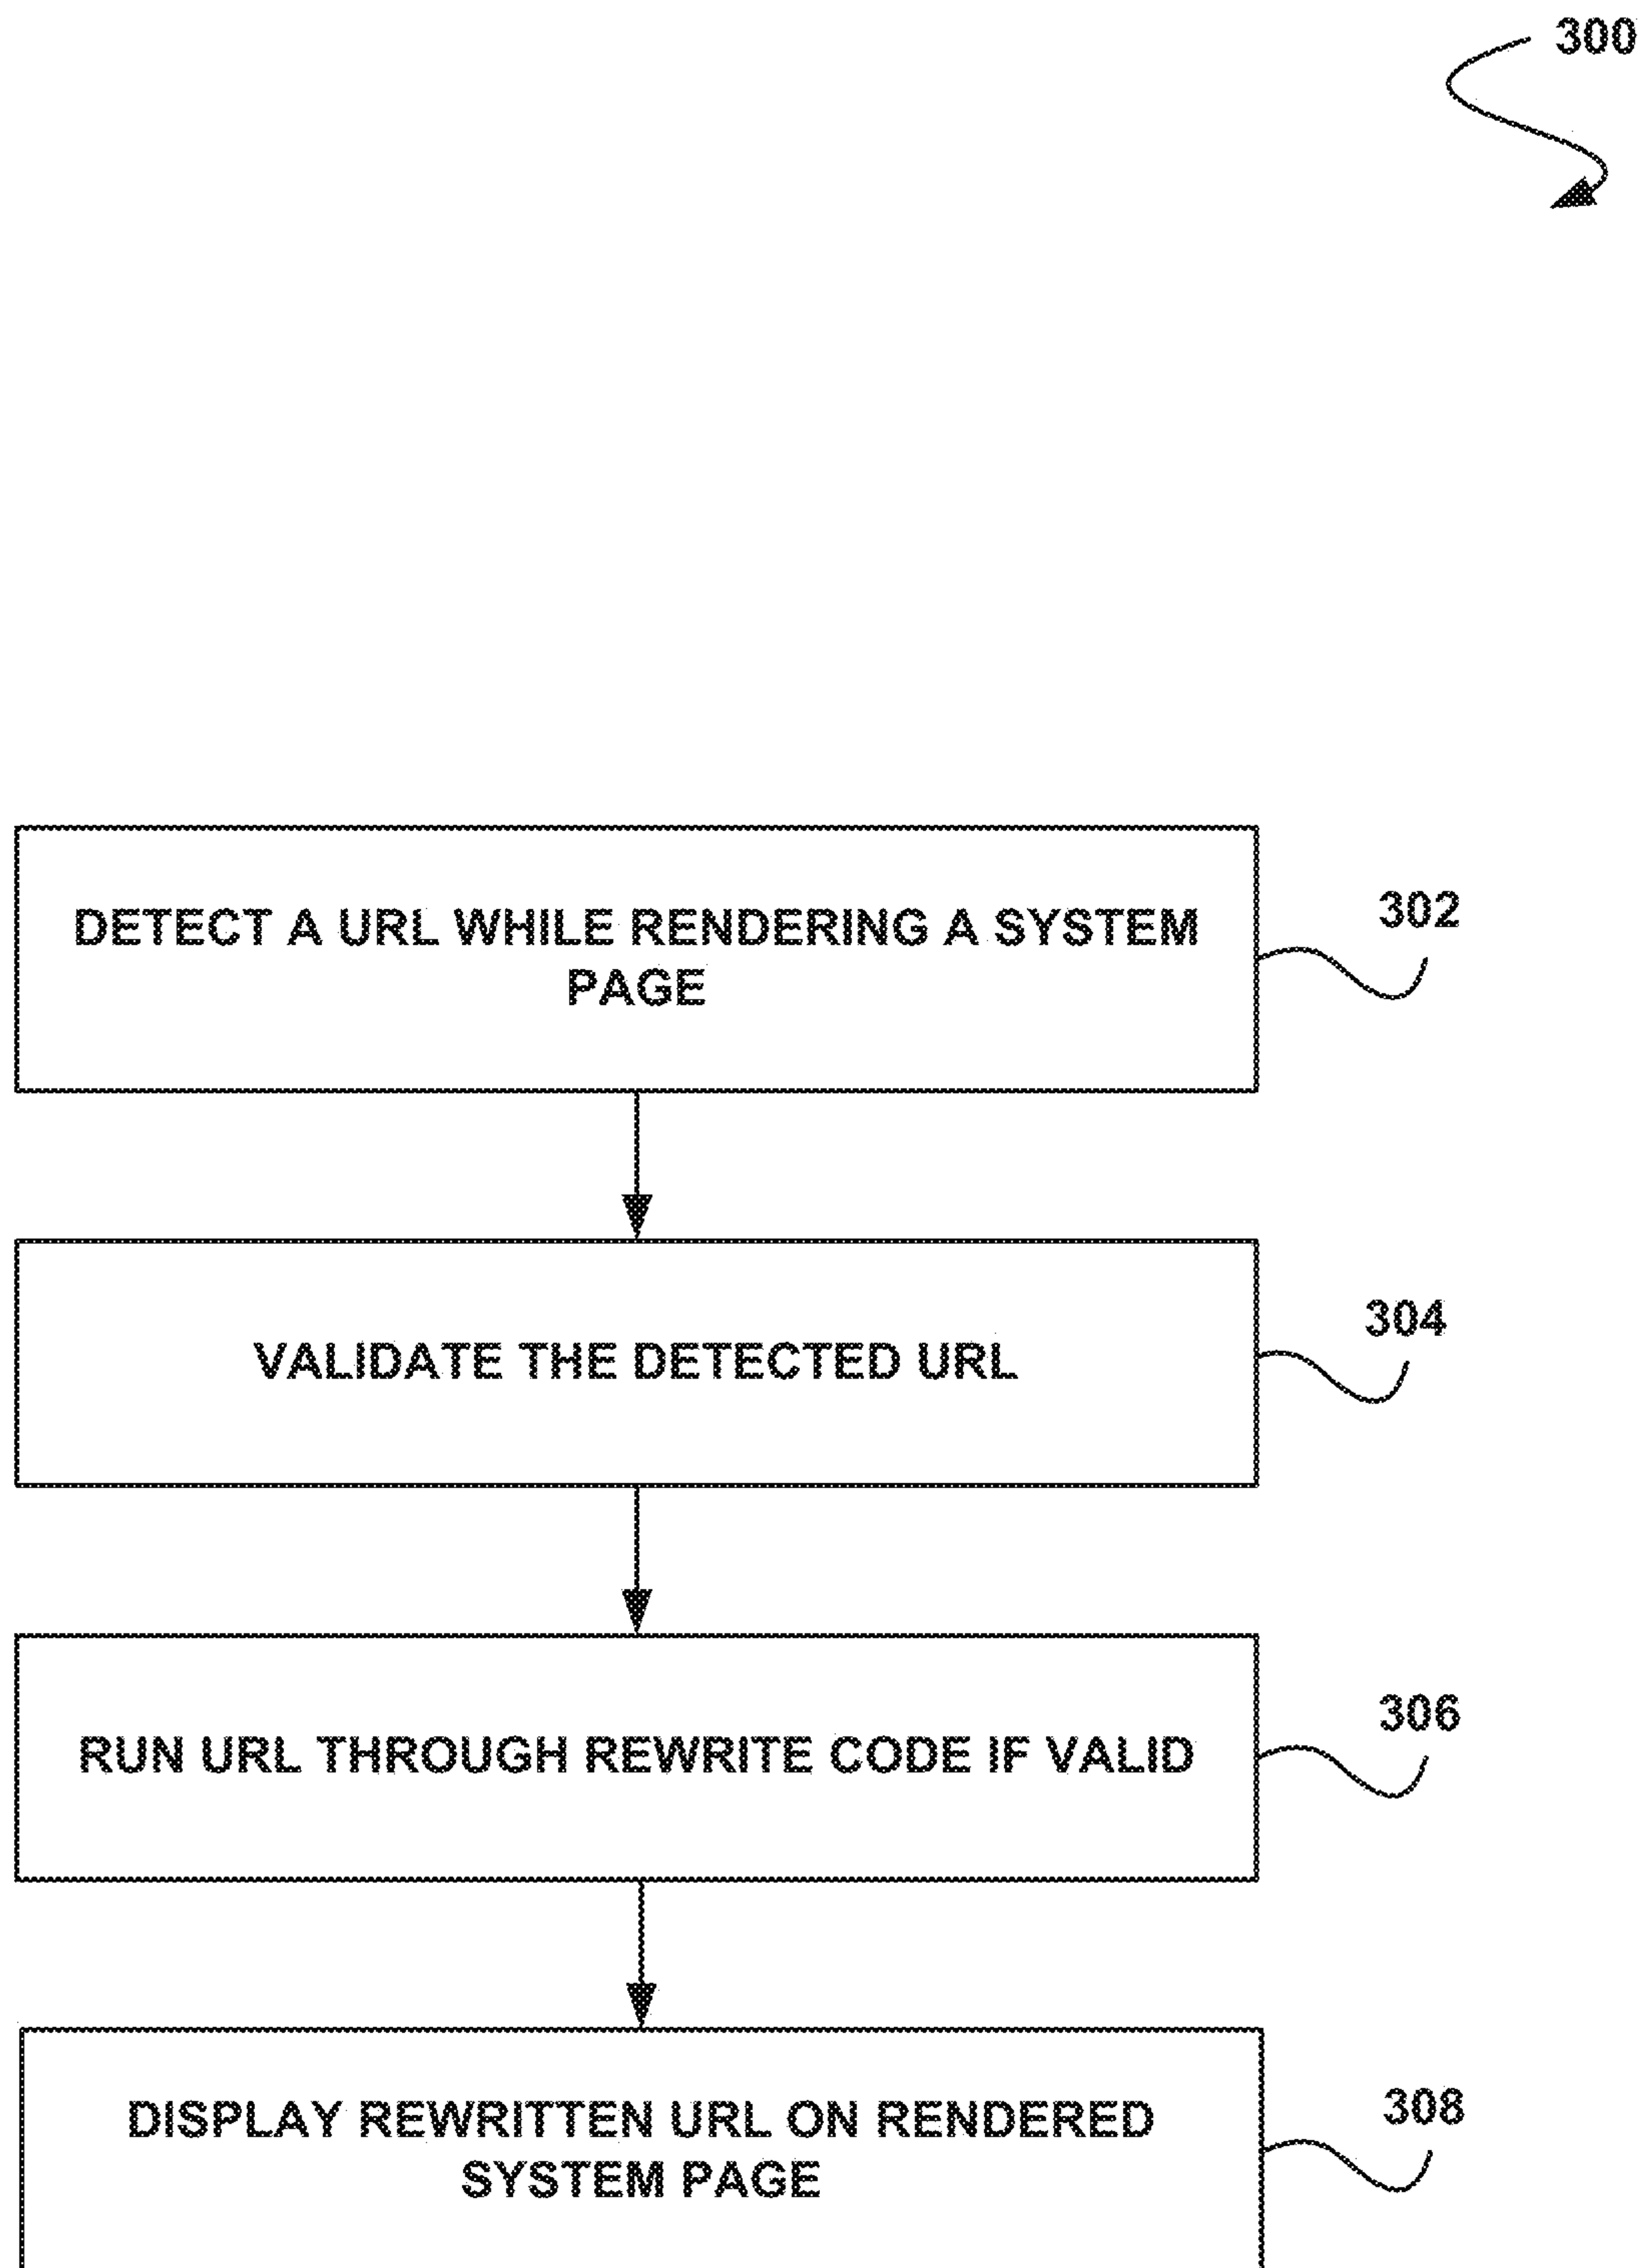 300
DETECT A URL WHILE RENDERING A SYSTEM
PAGE
302
VALIDATE THE DETECTED URL
304
RUN URL THROUGH REWRITE CODE IF VALID
306
DISPLAY REWRITTEN URL ON RENDERED
SYSTEM PAGE
308